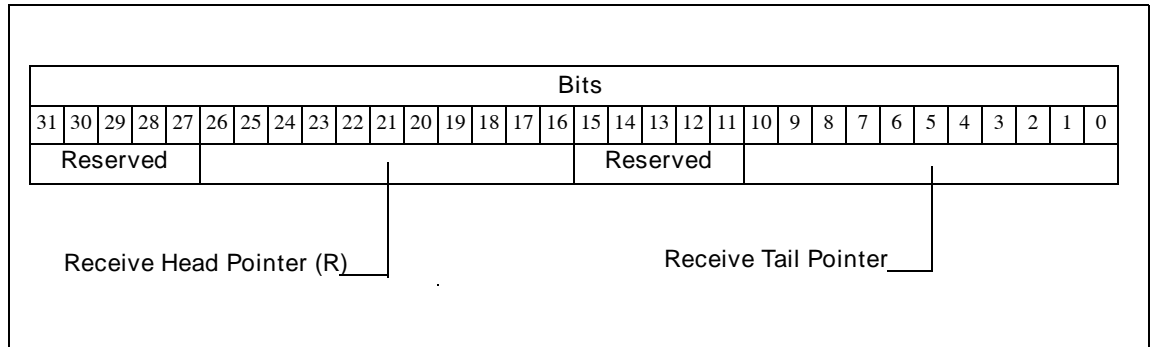 Bits
31 30 29 28 27 26 25 24 23 22 21 20 19 18 17 16 15 14 13 12 11 10 9 8 7 6 5 4 3 2 1 0
Reserved Reserved
Receive Head Pointer (R) Receive Tail Pointer